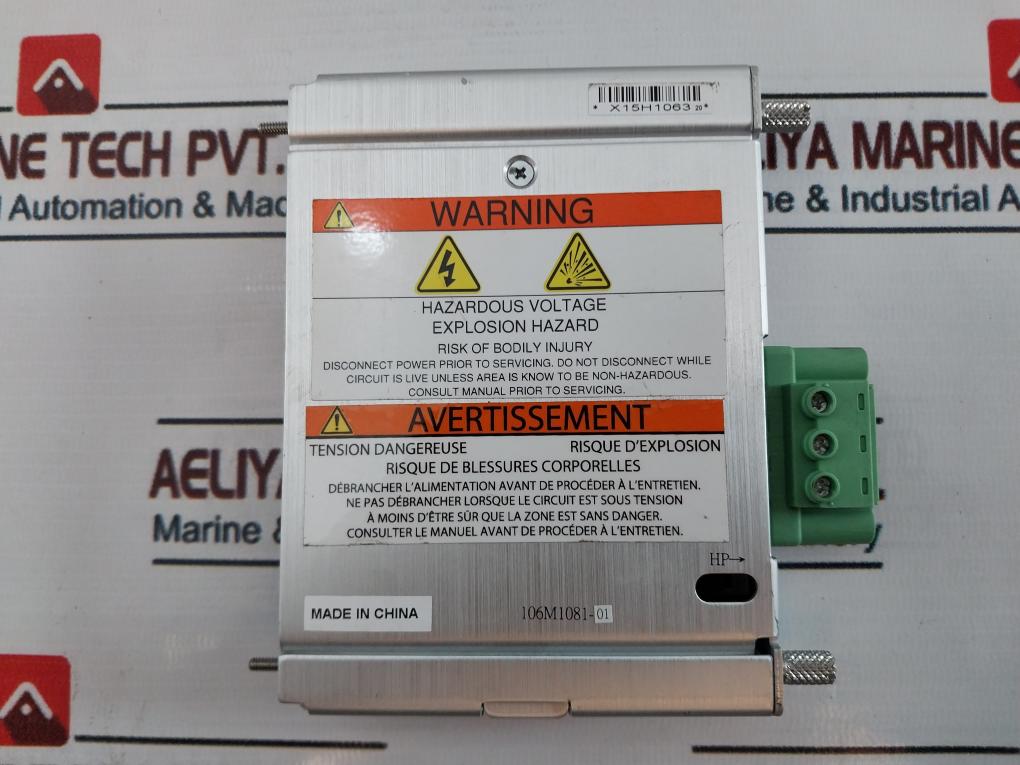 * X15H1063 20*
NE TECH PVT.
ELIYA MARINE
l Automation & Mac
ne & Industrial A
WARNING
HAZARDOUS VOLTAGE
EXPLOSION HAZARD
RISK OF BODILY INJURY
DISCONNECT POWER PRIOR TO SERVICING. DO NOT DISCONNECT WHILE
CIRCUIT IS LIVE UNLESS AREA IS KNOW TO BE NON-HAZARDOUS.
CONSULT MANUAL PRIOR TO SERVICING.
AVERTISSEMENT
TENSION DANGEREUSE RISQUE D'EXPLOSION
RISQUE DE BLESSURES CORPORELLES
DÉBRANCHER L'ALIMENTATION AVANT DE PROCÉDER À L'ENTRETIEN.
NE PAS DÉBRANCHER LORSQUE LE CIRCUIT EST SOUS TENSION
À MOINS D'ÊTRE SÛR QUE LA ZONE EST SANS DANGER.
CONSULTER LE MANUEL AVANT DE PROCÉDER À L'ENTRETIEN.
AELIYA
Marine &
HP→
MADE IN CHINA
106M1081-01